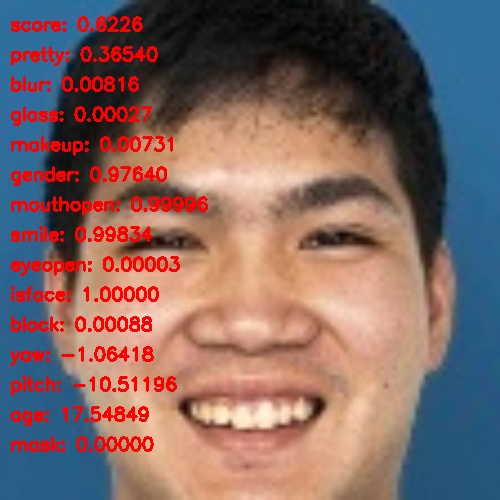 score: 0.6226
pretty: 0.36540
blur: 0.00816
glass: 0.00027
makeup: 0.00731
gender: 0.97640
mouthopen: 0.99996
smile: 0.99834
eyeopen: 0.00003
isface: 1.00000
block: 0.00088
yaw: -1.06418
pitch: -10.51196
age: 17.54849
mask: 0.00000